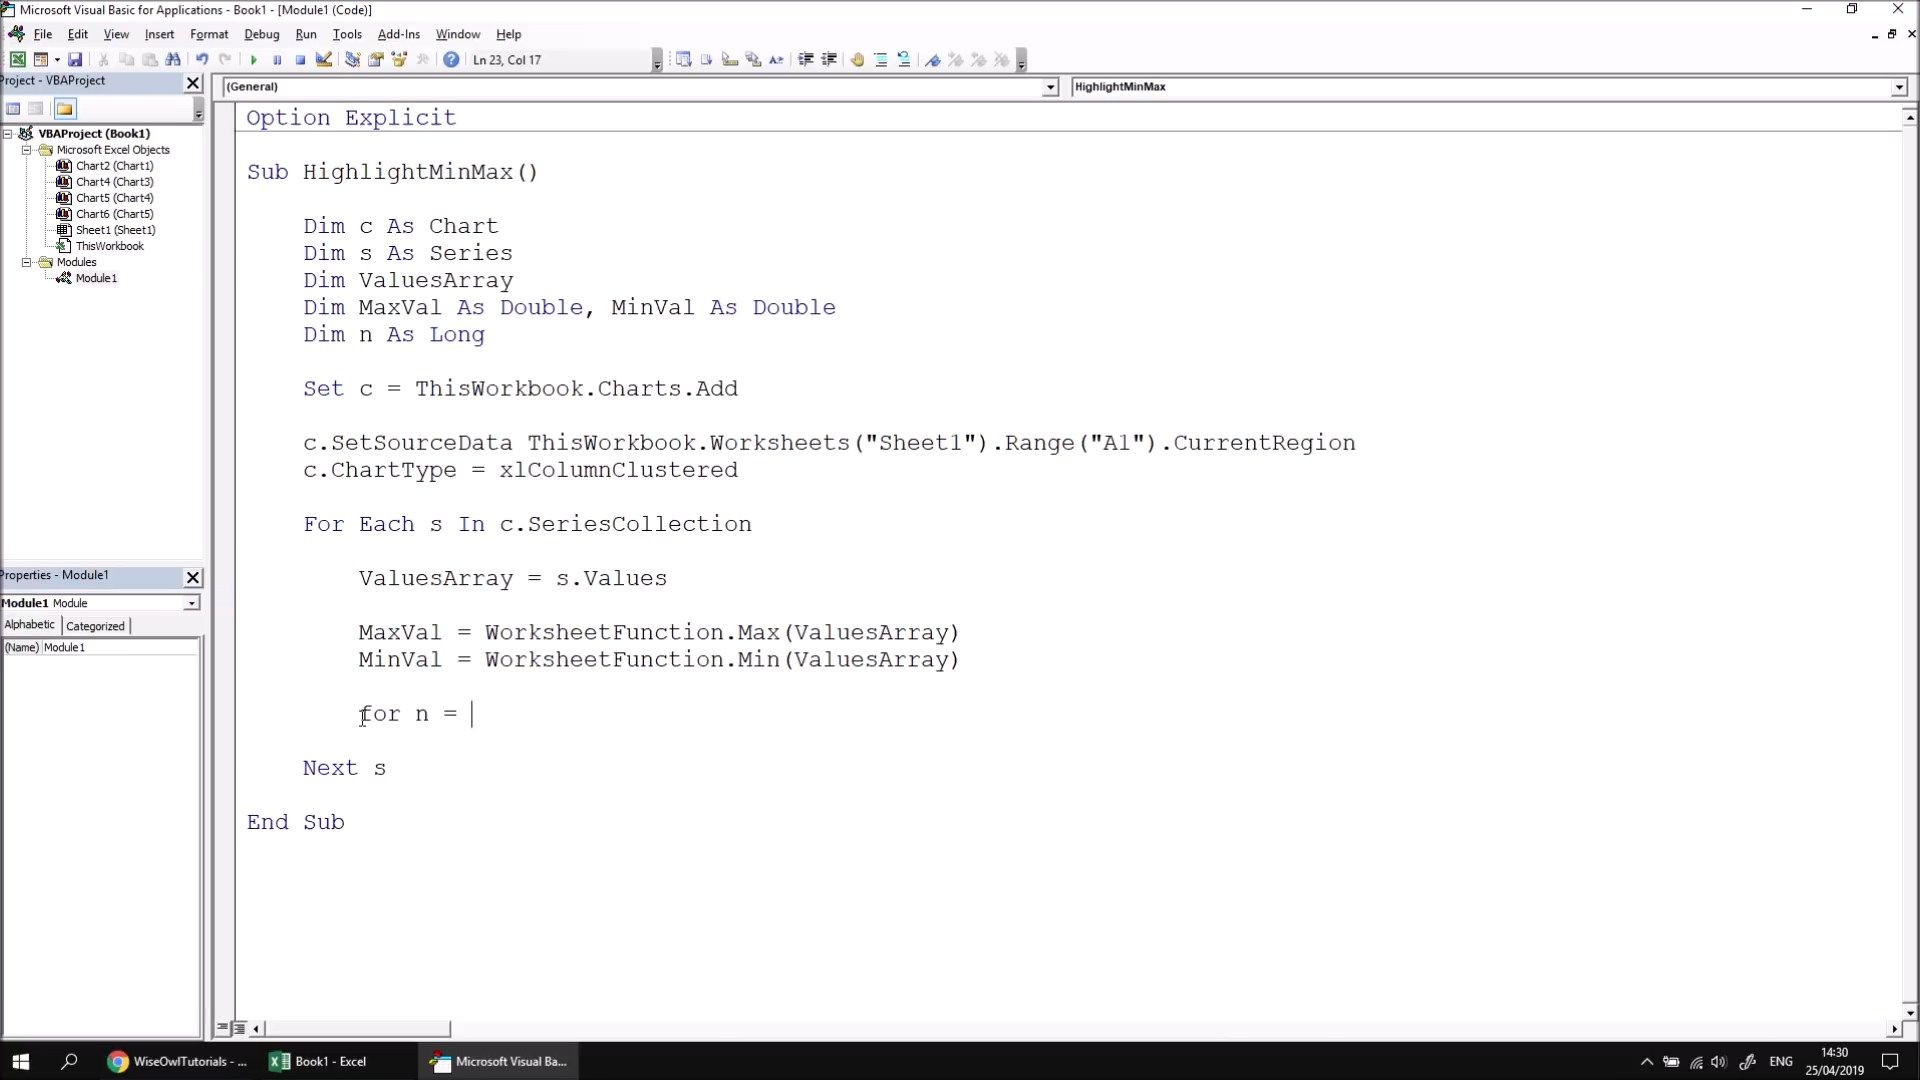 Microsoft Visual Basic for Applications - Book1 - [Module1 (Code)]
File Edit View Insert Format Debug Run Tools Add-Ins Window Help
Ln 23, Col 17
Project - VBAProject
(General)
HighlightMinMax
VBAProject (Book1)
Microsoft Excel Objects
Chart2 (Chart1)
Chart4 (Chart3)
Chart5 (Chart4)
Chart6 (Chart5)
Sheet1 (Sheet1)
ThisWorkbook
Modules
Module1
Properties - Module1
Module1 Module
Alphabetic Categorized
(Name) Module1
Option Explicit
Sub HighlightMinMax()
Dim c As Chart
Dim s As Series
Dim ValuesArray
Dim MaxVal As Double, MinVal As Double
Dim n As Long
Set c = ThisWorkbook.Charts.Add
c.SetSourceData ThisWorkbook.Worksheets("Sheet1").Range("A1").CurrentRegion
c.ChartType = xlColumnClustered
For Each s In c.SeriesCollection
ValuesArray = s.Values
MaxVal = WorksheetFunction.Max(ValuesArray)
MinVal = WorksheetFunction.Min(ValuesArray)
for n =
Next s
End Sub
WiseOwlTutorials - ...
Book1 - Excel
Microsoft Visual Ba...
ENG
14:30
25/04/2019